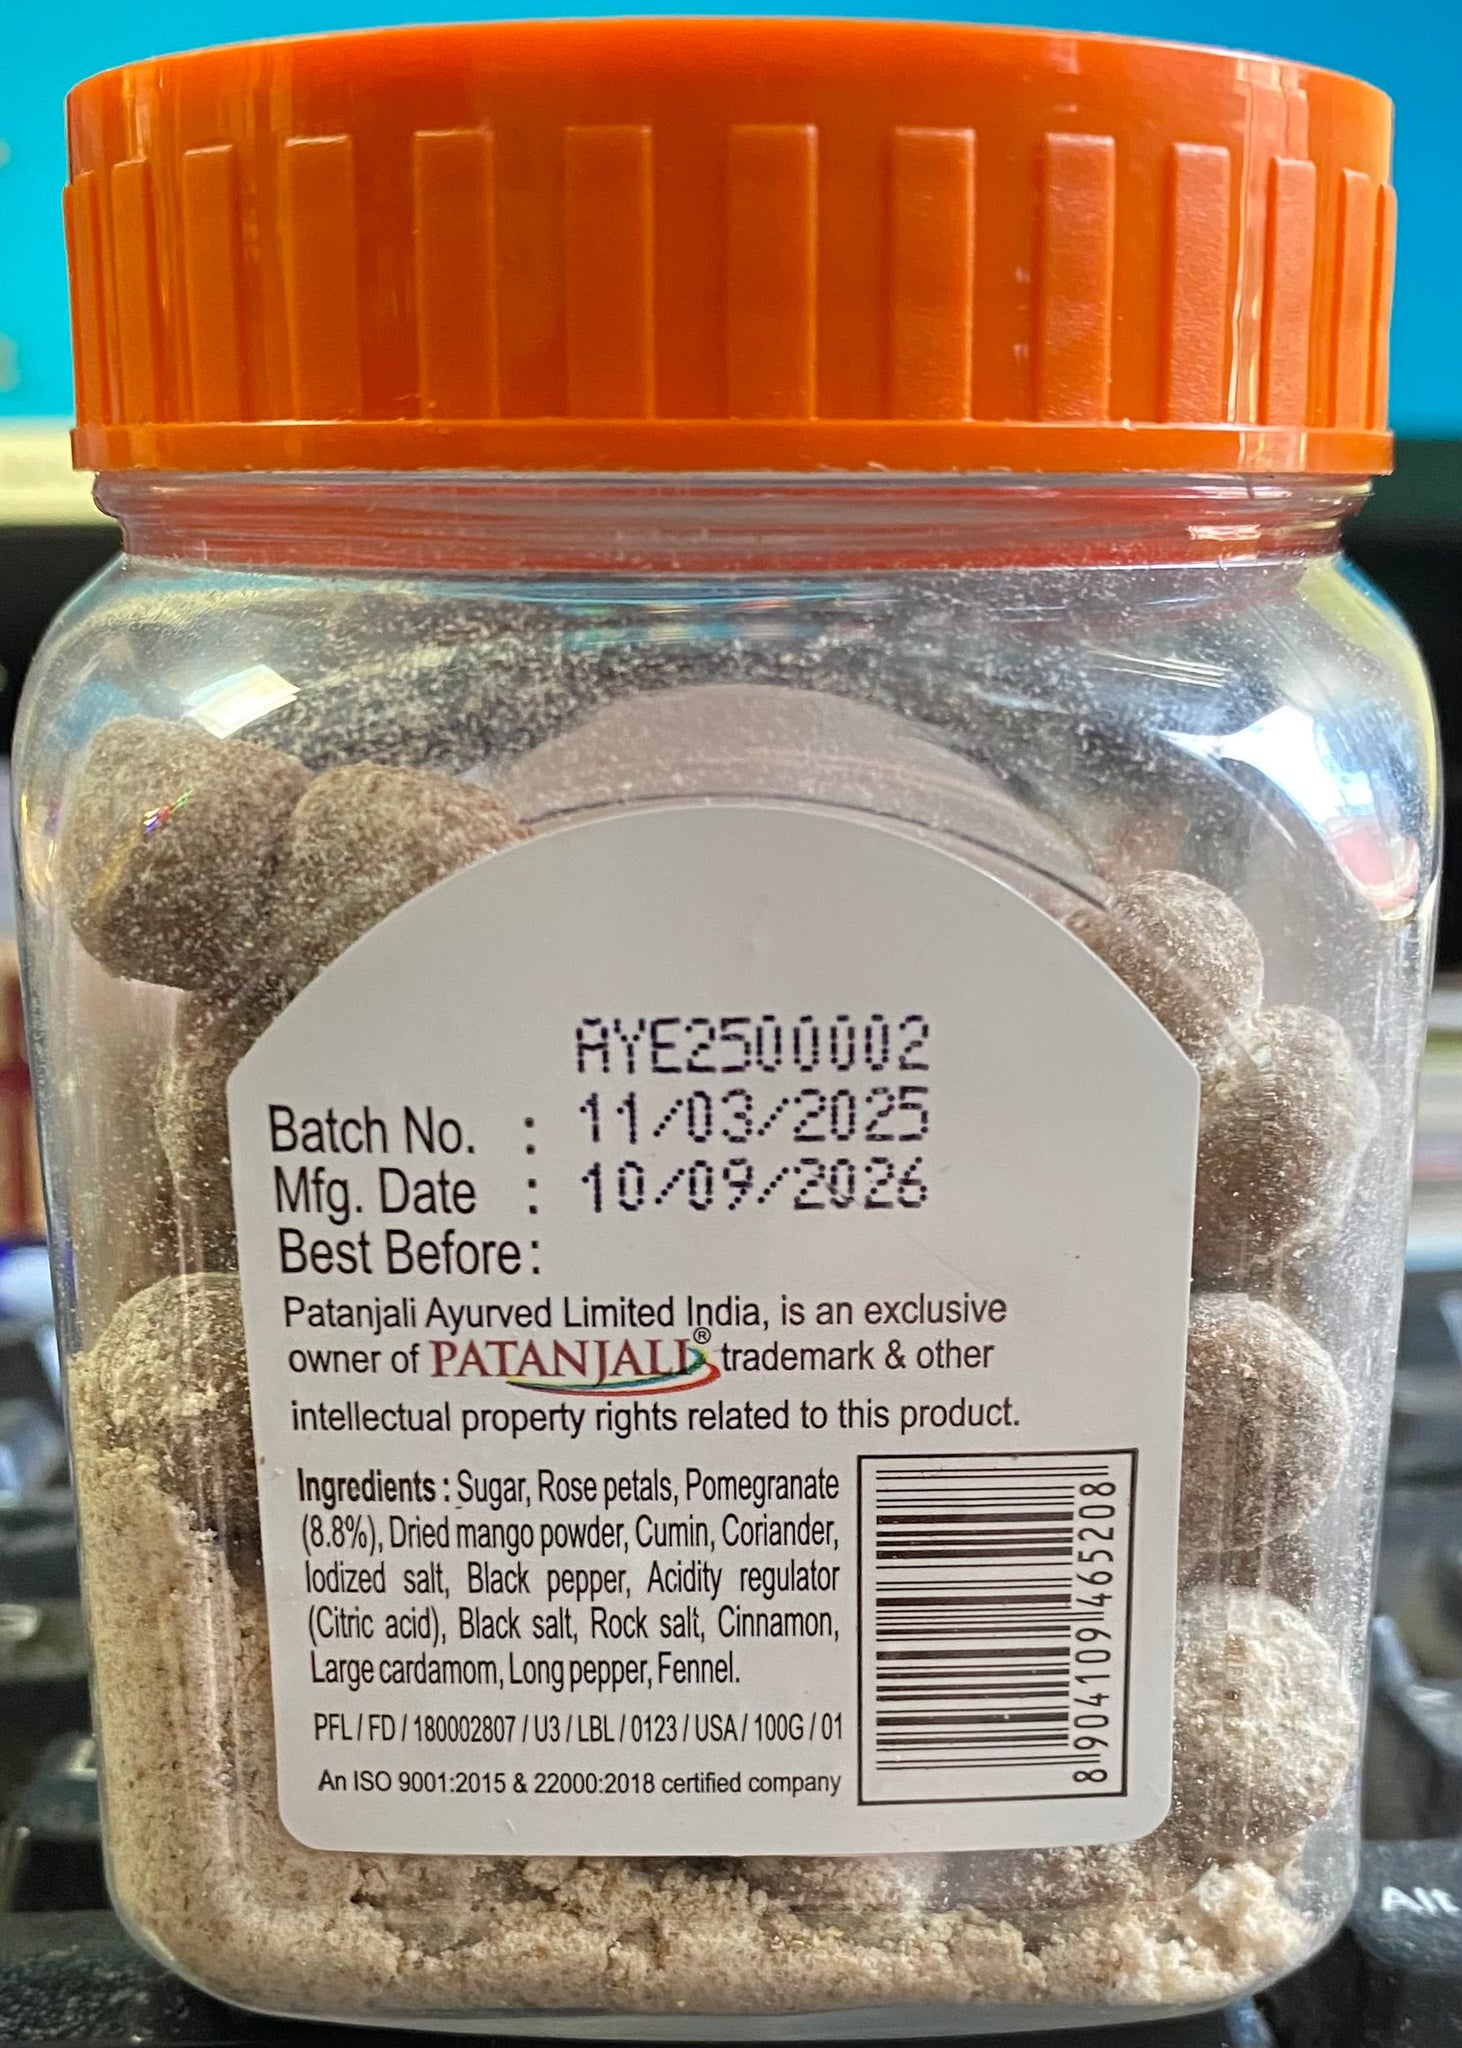 AYE2500002
Batch No. : 11/03/2025
Mfg. Date : 10/09/2026
Best Before :
Patanjali Ayurved Limited India, is an exclusive
owner of PATANJALI® trademark & other
intellectual property rights related to this product.
Ingredients : Sugar, Rose petals, Pomegranate
(8.8%), Dried mango powder, Cumin, Coriander,
Iodized salt, Black pepper, Acidity regulator
(Citric acid), Black salt, Rock salt, Cinnamon,
Large cardamom, Long pepper, Fennel.
PFL / FD / 180002807 / U3 / LBL / 0123 / USA / 100G / 01
An ISO 9001:2015 & 22000:2018 certified company
8904109465208
Alt